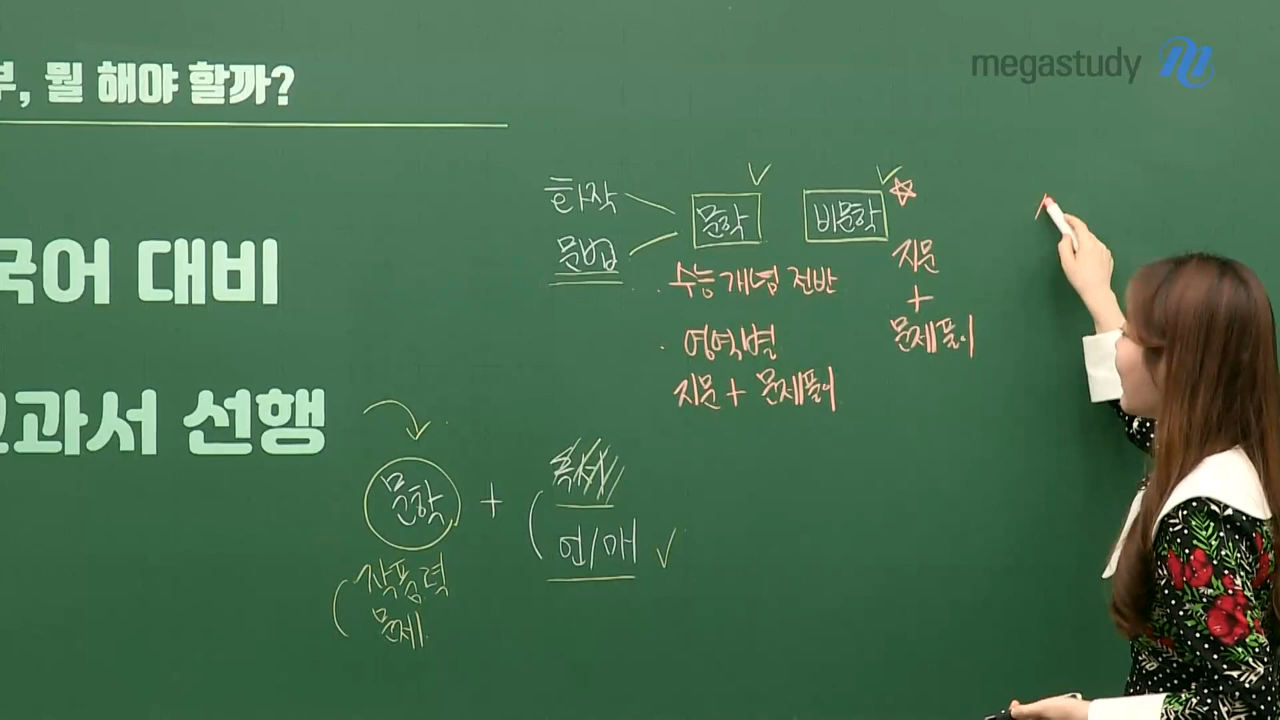 megastudy
부, 뭘 해야 할까?
국어 대비
교과서 선행
화작
문법
문학
비문학
수능 개념 전반
영역별
지문 + 문제풀이
지문
+
문제풀이
문학 +
언/매
작품력
문제